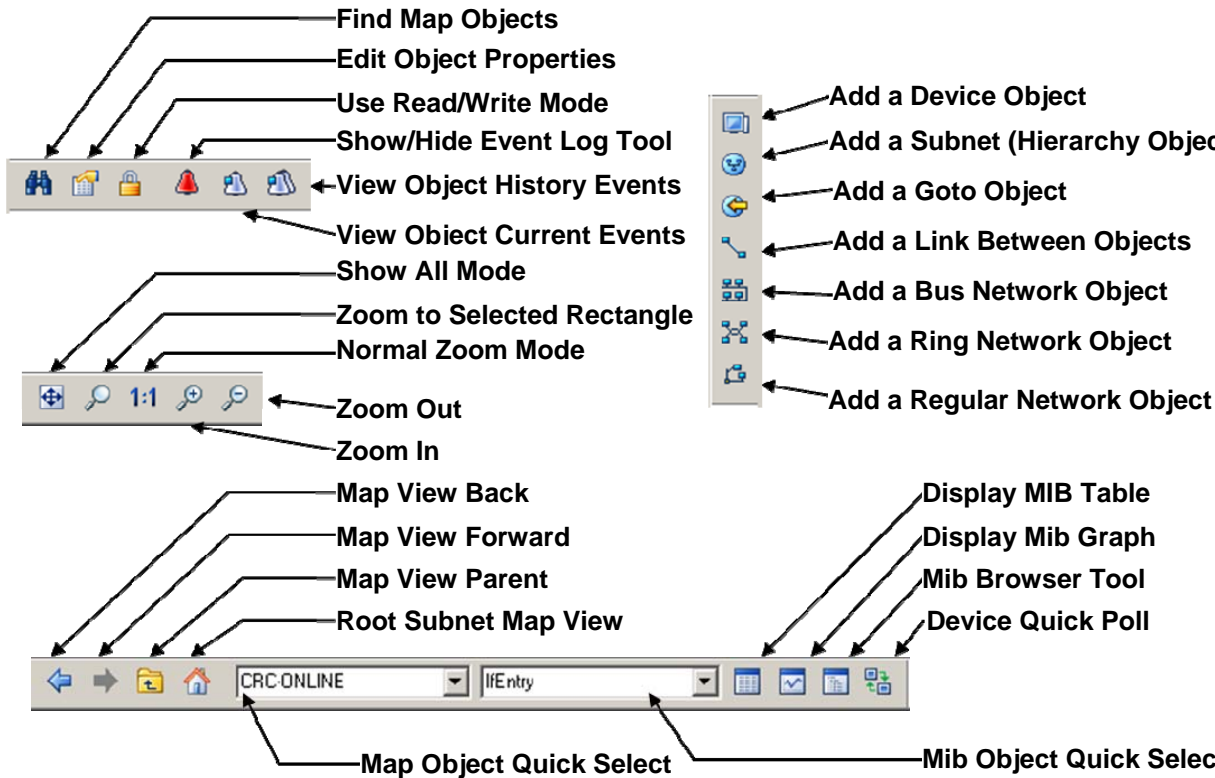 Find Map Objects
Edit Object Properties
Use Read/Write Mode
Show/Hide Event Log Tool
View Object History Events
View Object Current Events
Show All Mode
Zoom to Selected Rectangle
Normal Zoom Mode
1:1
Zoom Out
Zoom In
Add a Device Object
Add a Subnet (Hierarchy Objec
Add a Goto Object
Add a Link Between Objects
Add a Bus Network Object
Add a Ring Network Object
Add a Regular Network Object
Map View Back
Map View Forward
Map View Parent
Root Subnet Map View
Display MIB Table
Display Mib Graph
Mib Browser Tool
Device Quick Poll
CRC-ONLINE
IfEntry
Map Object Quick Select
Mib Object Quick Selec